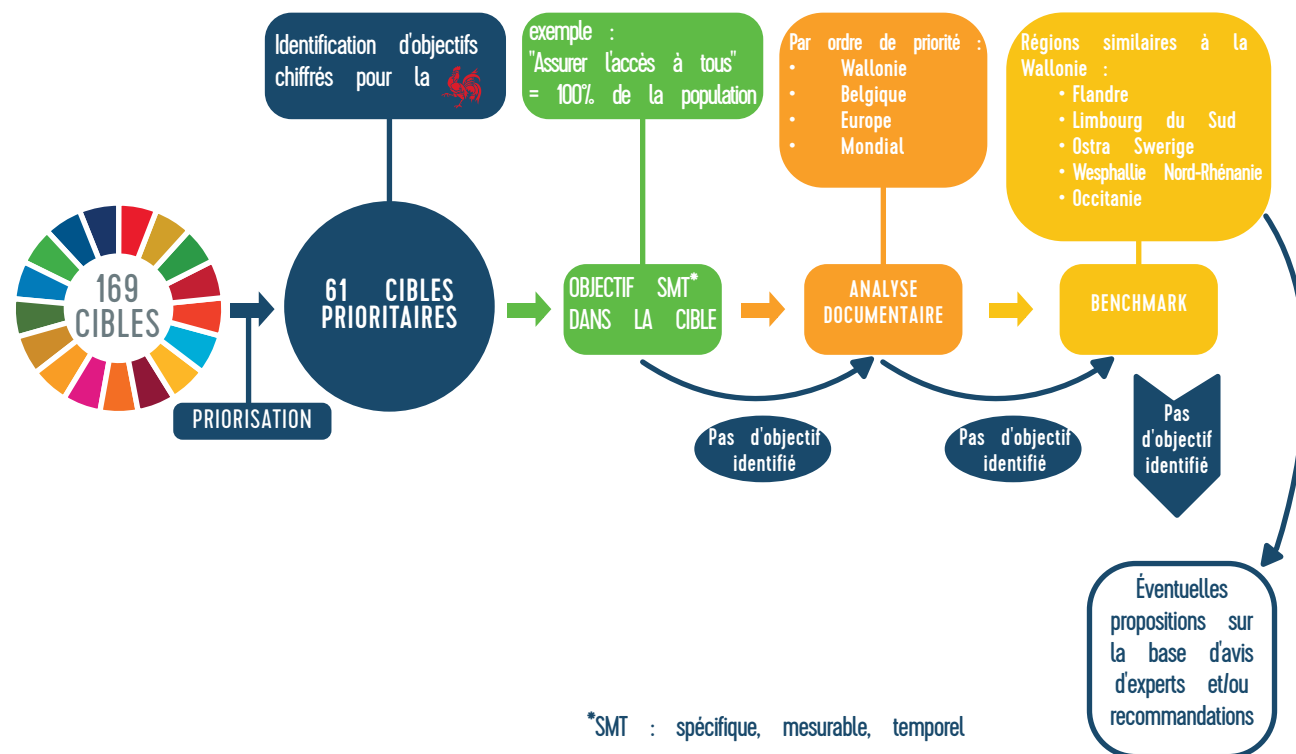 Identification d'objectifs
chiffrés pour la
exemple :
"Assurer l'accès à tous"
= 100% de la population
Par ordre de priorité :
• Wallonie
• Belgique
• Europe
• Mondial
Régions similaires à la
Wallonie :
• Flandre
• Limbourg du Sud
• Ostra Swerige
• Wesphallie Nord-Rhénanie
• Occitanie
169
CIBLES
PRIORISATION
61 CIBLES
PRIORITAIRES
OBJECTIF SMT*
DANS LA CIBLE
ANALYSE
DOCUMENTAIRE
BENCHMARK
Pas d'objectif
identifié
Pas d'objectif
identifié
Pas
d'objectif
identifié
Éventuelles
propositions sur
la base d'avis
d'experts et/ou
recommandations
*SMT : spécifique, mesurable, temporel